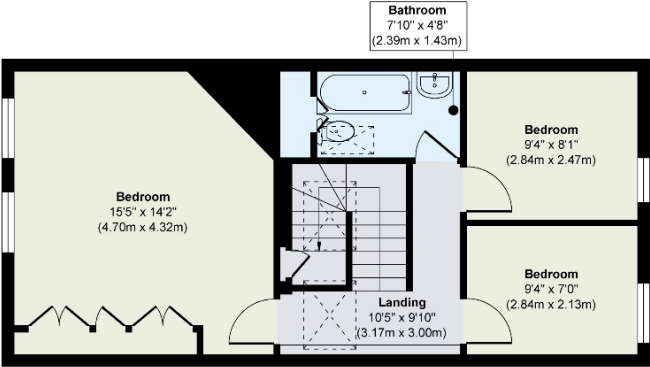 Bathroom
7'10" x 4'8"
(2.39m x 1.43m)
Bedroom
15'5" x 14'2"
(4.70m x 4.32m)
Bedroom
9'4" x 8'1"
(2.84m x 2.47m)
Bedroom
9'4" x 7'0"
(2.84m x 2.13m)
Landing
10'5" x 9'10"
(3.17m x 3.00m)